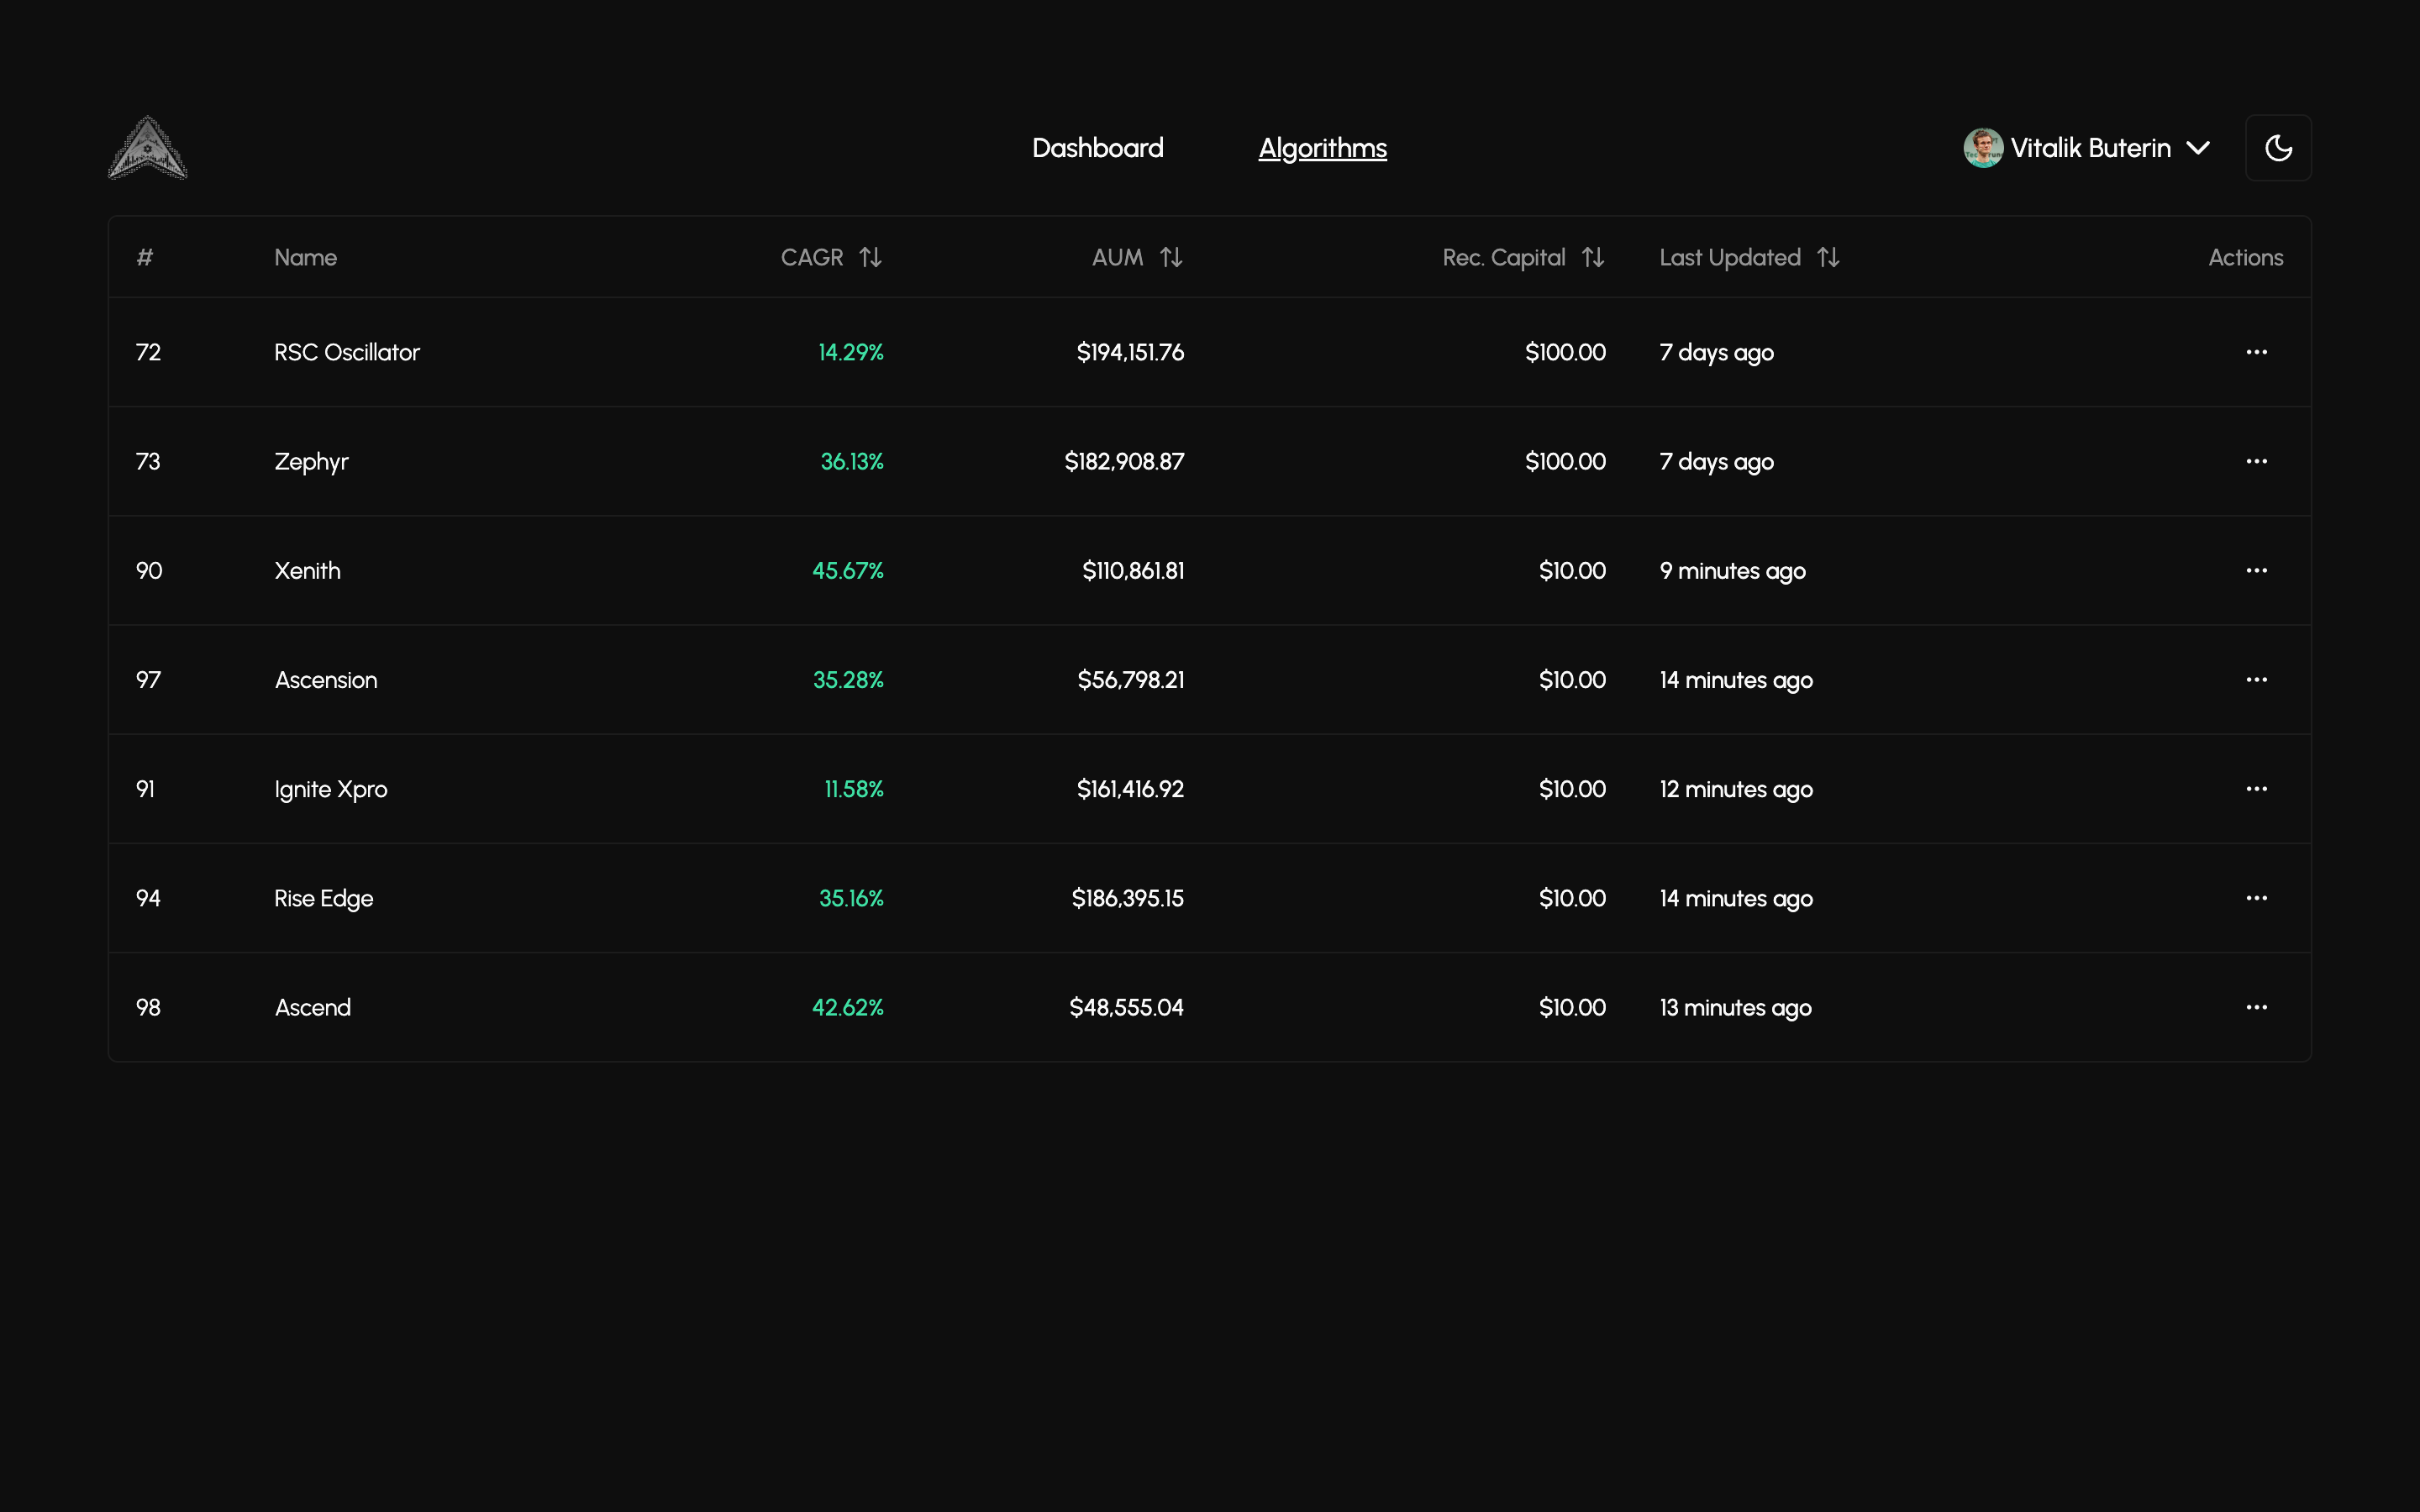 Dashboard Algorithms Vitalik Buterin
# Name CAGR AUM Rec. Capital Last Updated Actions
72 RSC Oscillator 14.29% $194,151.76 $100.00 7 days ago
73 Zephyr 36.13% $182,908.87 $100.00 7 days ago
90 Xenith 45.67% $110,861.81 $10.00 9 minutes ago
97 Ascension 35.28% $56,798.21 $10.00 14 minutes ago
91 Ignite Xpro 11.58% $161,416.92 $10.00 12 minutes ago
94 Rise Edge 35.16% $186,395.15 $10.00 14 minutes ago
98 Ascend 42.62% $48,555.04 $10.00 13 minutes ago